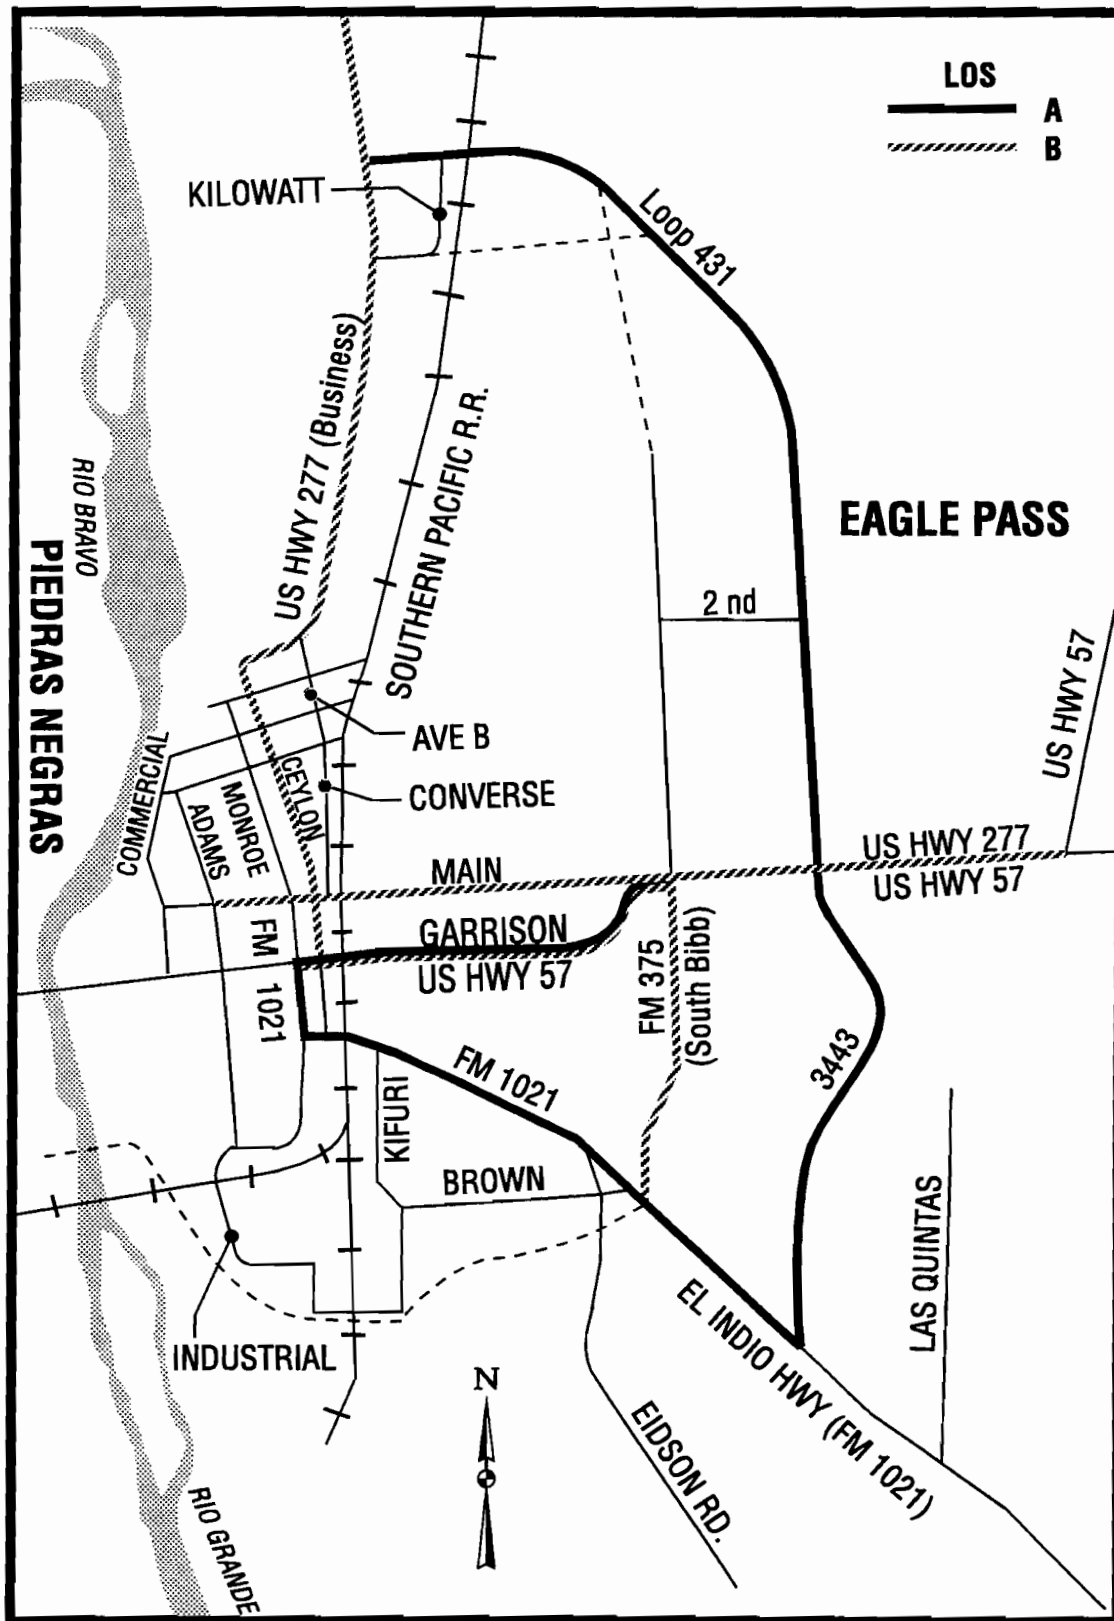 LOS
A
B
KILOWATT
Loop 431
US HWY 277 (Business)
SOUTHERN PACIFIC R.R.
RIO BRAVO
PIEDRAS NEGRAS
EAGLE PASS
2 nd
US HWY 57
AVE B
CONVERSE
COMMERCIAL
ADAMS
MONROE
CEYLON
MAIN
US HWY 277
US HWY 57
GARRISON
US HWY 57
FM 1021
FM 375
(South Bibb)
3443
FM 1021
KIFURI
BROWN
LAS QUINTAS
INDUSTRIAL
EL INDIO HWY (FM 1021)
N
EIDSON RD.
RIO GRANDE